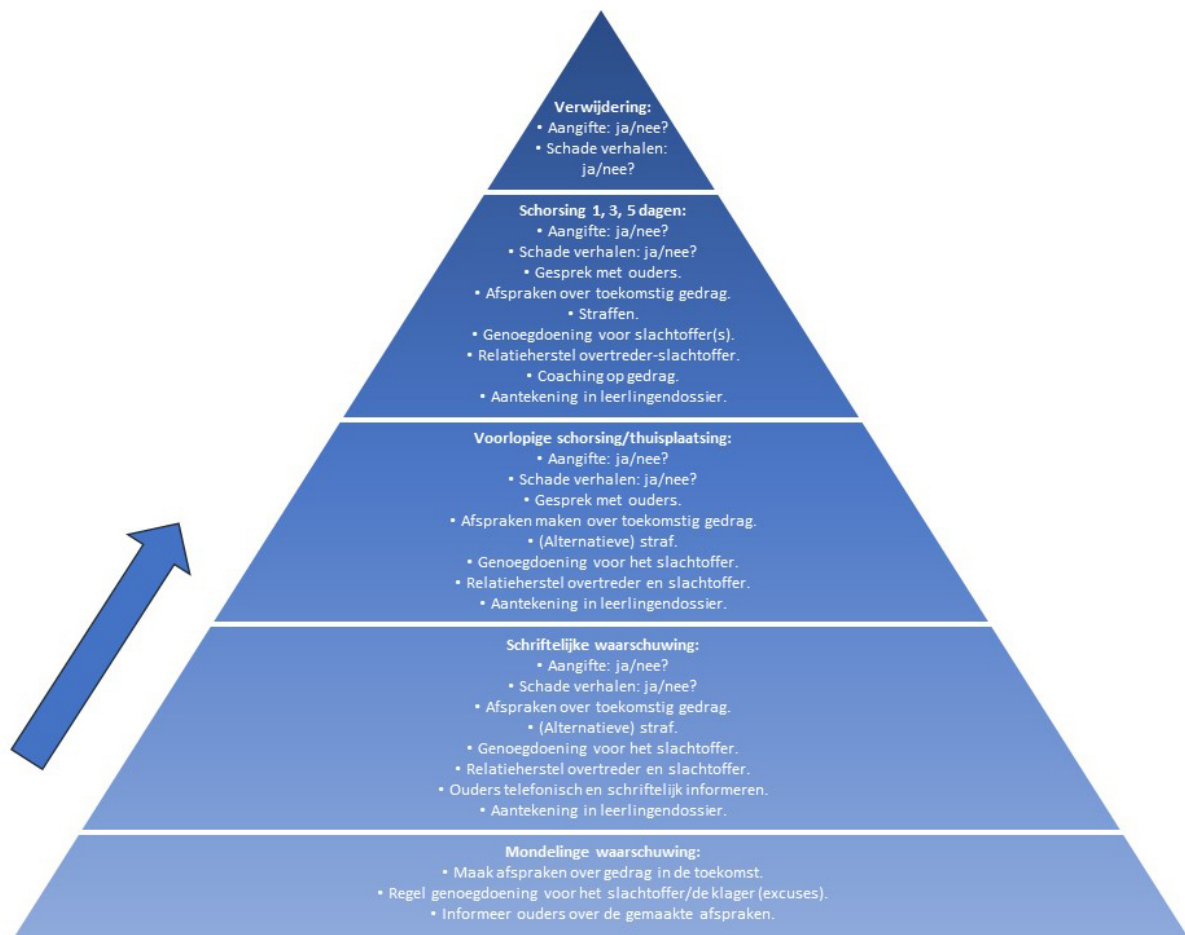 Verwijdering:
• Aangifte: ja/nee?
• Schade verhalen:
ja/nee?
Schorsing 1, 3, 5 dagen:
• Aangifte: ja/nee?
• Schade verhalen: ja/nee?
• Gesprek met ouders.
• Afspraken over toekomstig gedrag.
• Straffen.
• Genoegdoening voor slachtoffer(s).
• Relatieherstel overtreder-slachtoffer.
• Coaching op gedrag.
• Aantekening in leerlingendossier.
Voorlopige schorsing/thuisplaatsing:
• Aangifte: ja/nee?
• Schade verhalen: ja/nee?
• Gesprek met ouders.
• Afspraken maken over toekomstig gedrag.
• (Alternatieve) straf.
• Genoegdoening voor het slachtoffer.
• Relatieherstel overtreder en slachtoffer.
• Aantekening in leerlingendossier.
Schriftelijke waarschuwing:
• Aangifte: ja/nee?
• Schade verhalen: ja/nee?
• Afspraken over toekomstig gedrag.
• (Alternatieve) straf.
• Genoegdoening voor het slachtoffer.
• Relatieherstel overtreder en slachtoffer.
• Ouders telefonisch en schriftelijk informeren.
• Aantekening in leerlingendossier.
Mondelinge waarschuwing:
• Maak afspraken over gedrag in de toekomst.
• Regel genoegdoening voor het slachtoffer/de klager (excuses).
• Informeer ouders over de gemaakte afspraken.